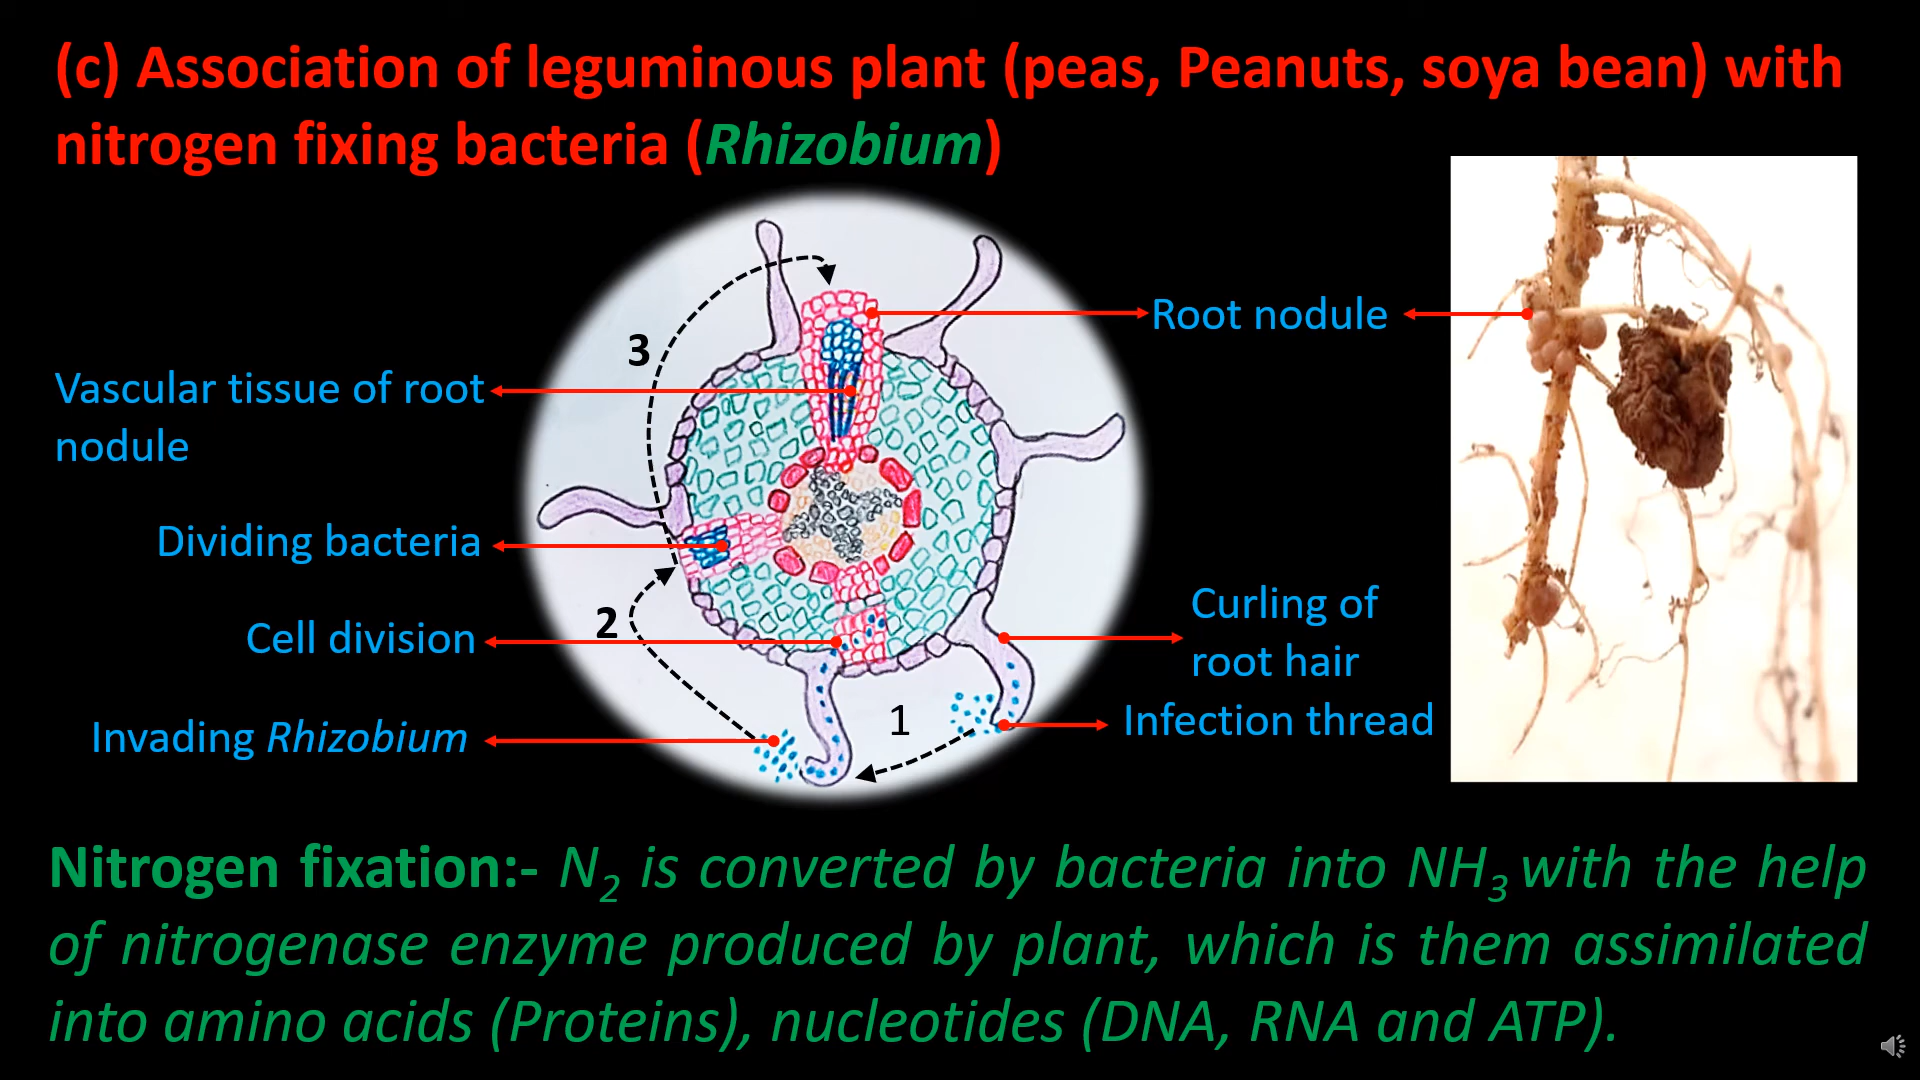 (c) Association of leguminous plant (peas, Peanuts, soya bean) with
nitrogen fixing bacteria (Rhizobium)
3
Root nodule
Vascular tissue of root
nodule
Dividing bacteria
2
Cell division
Curling of
root hair
1
Infection thread
Invading Rhizobium
Nitrogen fixation:- N₂ is converted by bacteria into NH₃ with the help
of nitrogenase enzyme produced by plant, which is them assimilated
into amino acids (Proteins), nucleotides (DNA, RNA and ATP).